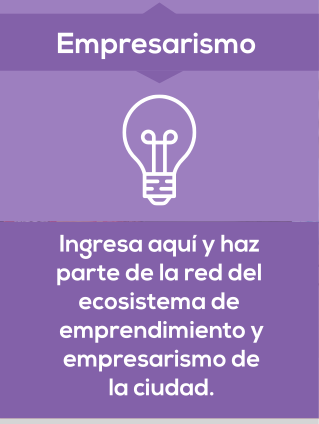 Empresarismo
Ingresa aquí y haz
parte de la red del
ecosistema de
emprendimiento y
empresarismo de
la ciudad.